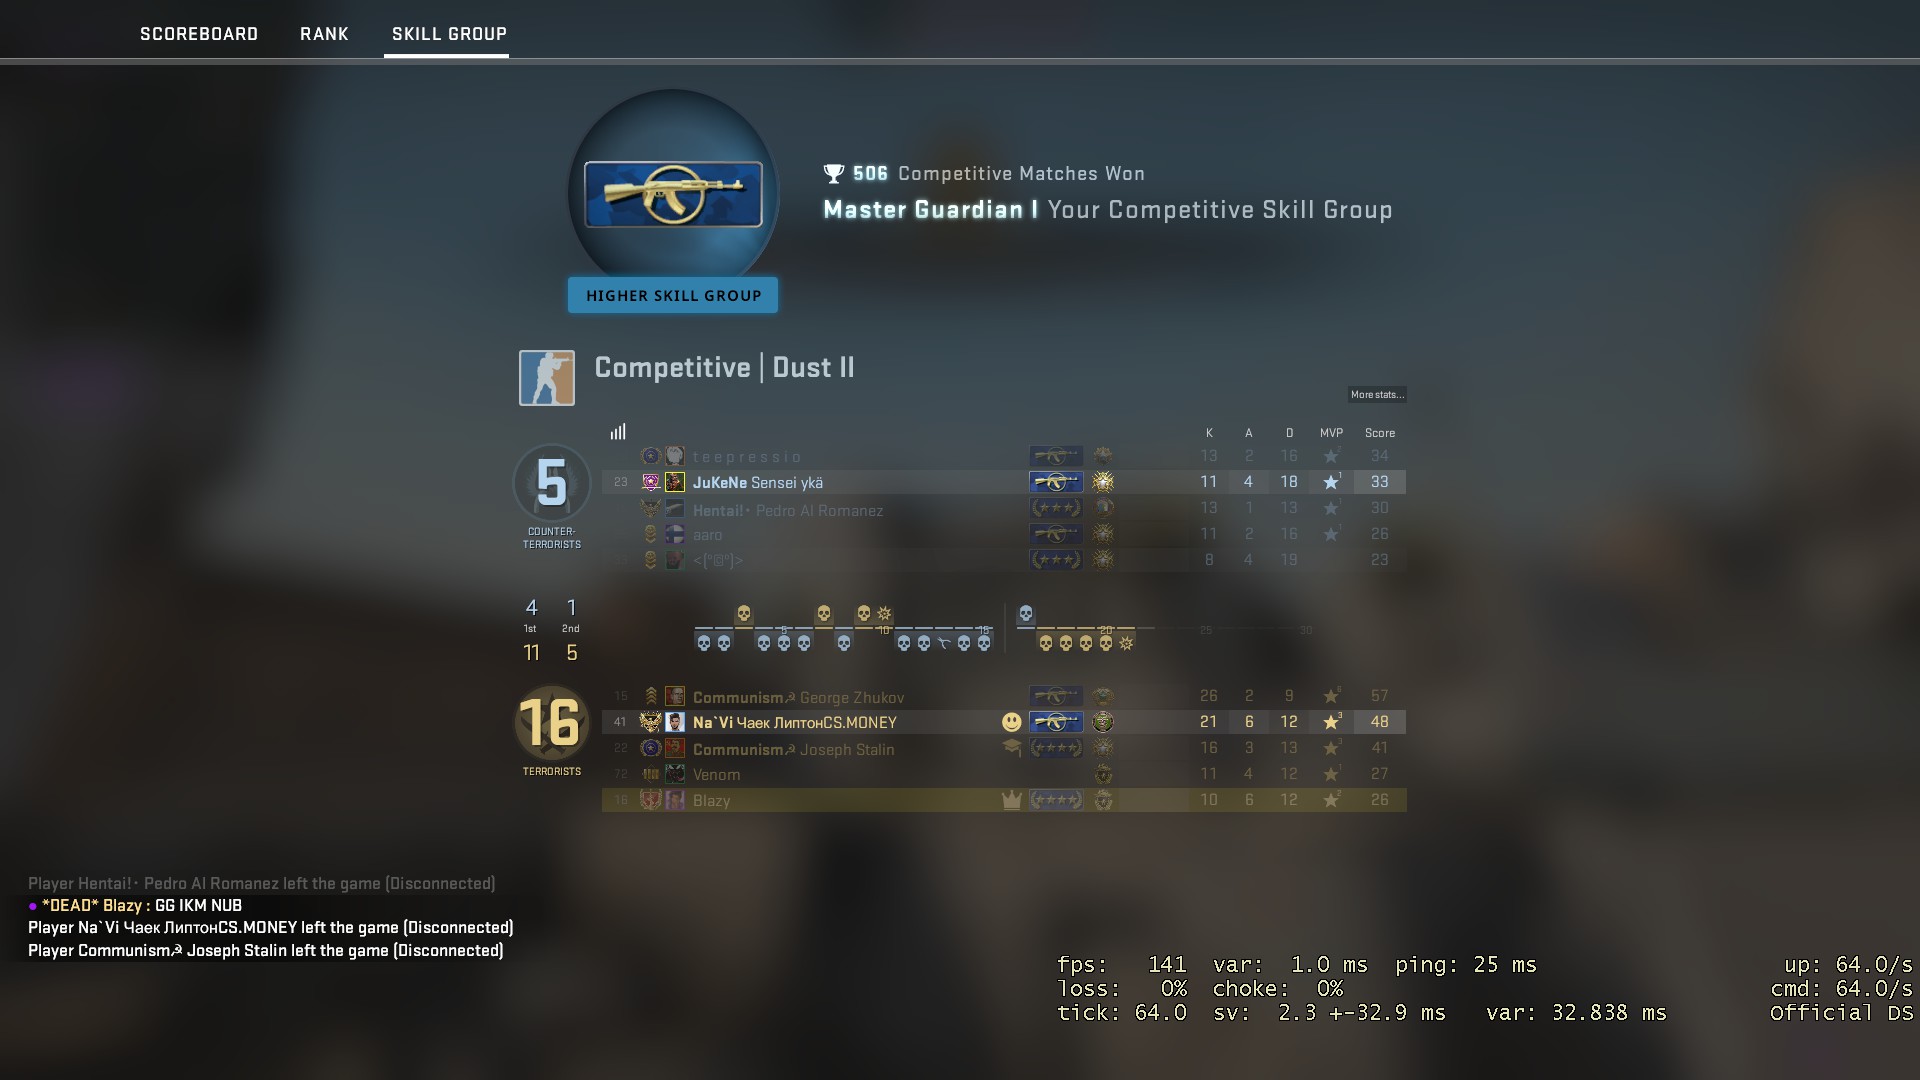 SCOREBOARD RANK SKILL GROUP
506 Competitive Matches Won
Master Guardian I Your Competitive Skill Group
HIGHER SKILL GROUP
Competitive | Dust II
More stats...
K A D MVP Score
teepressio 13 2 16 34
23 JuKeNe Sensei ykä 11 4 18 1 33
Hentai!· Pedro Al Romanez 13 1 13 1 30
aaro 11 2 16 1 26
8 4 19 23
5
COUNTER-
TERRORISTS
4 1
1st 2nd
11 5
5 10 15 20 25 30
16
TERRORISTS
15 Communism☭ George Zhukov 26 2 9 57
41 Na`Vi Чаек ЛиптонCS.MONEY 21 6 12 3 48
22 Communism☭ Joseph Stalin 16 3 13 3 41
72 Venom 11 4 12 1 27
16 Blazy 10 6 12 2 26
Player Hentai!· Pedro Al Romanez left the game (Disconnected)
*DEAD* Blazy : GG IKM NUB
Player Na`Vi Чаек ЛиптонCS.MONEY left the game (Disconnected)
Player Communism☭ Joseph Stalin left the game (Disconnected)
fps: 141 var: 1.0 ms ping: 25 ms up: 64.0/s
loss: 0% choke: 0% cmd: 64.0/s
tick: 64.0 sv: 2.3 +-32.9 ms var: 32.838 ms Official DS